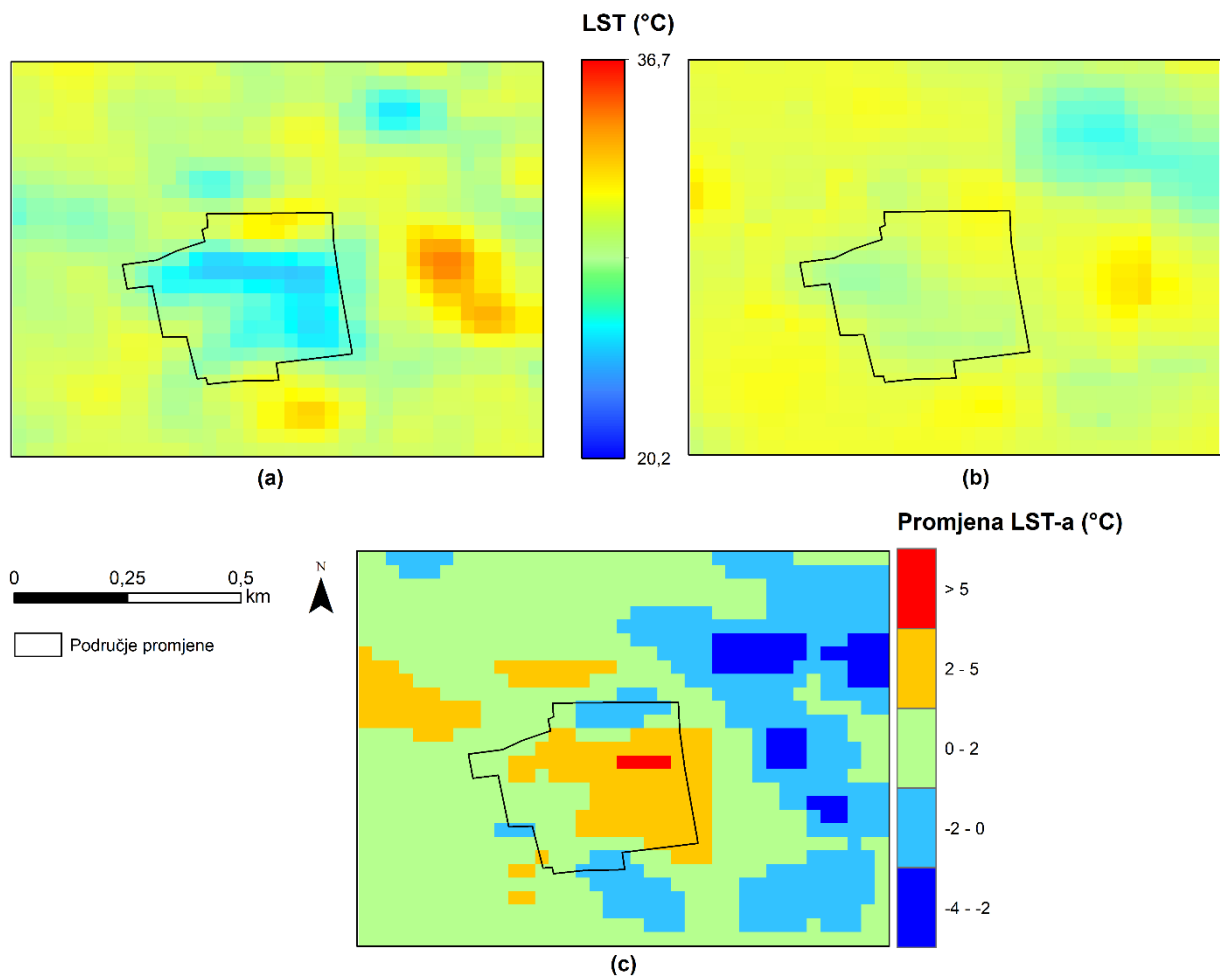 LST (°C)
36,7
20,2
(a)
(b)
Promjena LST-a (°C)
> 5
2 - 5
0 - 2
-2 - 0
-4 - -2
0 0,25 0,5
km
N
Područje promjene
(c)